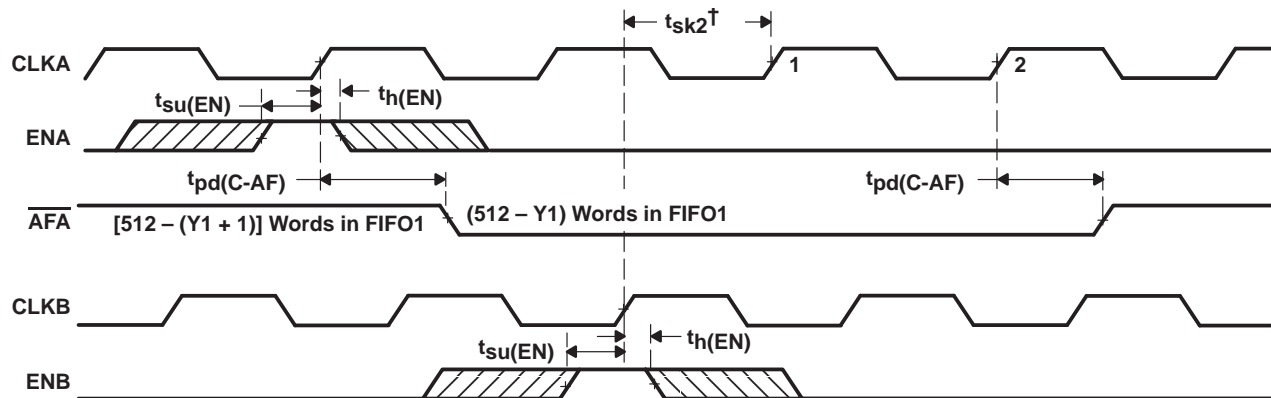 tsk2†
CLKA
1
2
tsu(EN)
th(EN)
ENA
tpd(C-AF)
tpd(C-AF)
AFA
[512 – (Y1 + 1)] Words in FIFO1
(512 – Y1) Words in FIFO1
CLKB
tsu(EN)
th(EN)
ENB